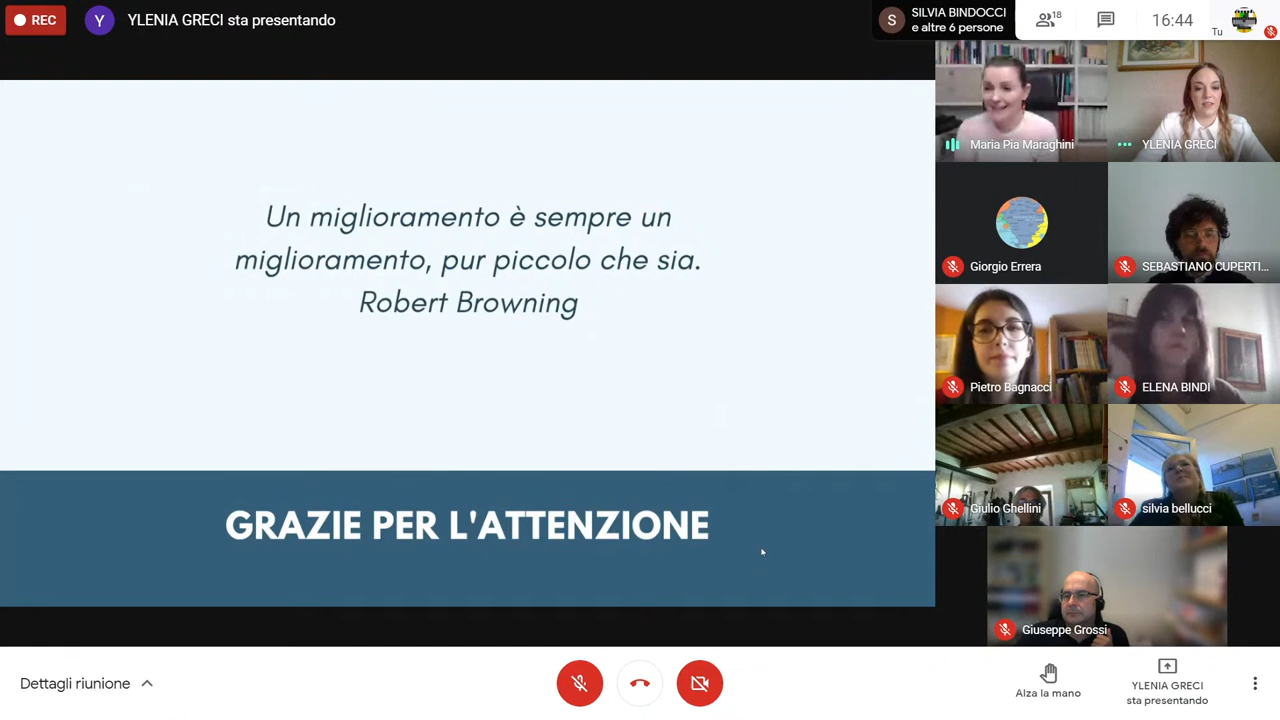 REC
Y
YLENIA GRECI sta presentando
S
SILVIA BINDOCCI
e altre 6 persone
18
16:44
Tu
Un miglioramento è sempre un
miglioramento, pur piccolo che sia.
Robert Browning
GRAZIE PER L'ATTENZIONE
Maria Pia Maraghini
YLENIA GRECI
Giorgio Errera
SEBASTIANO CUPERTI...
Pietro Bagnacci
ELENA BINDI
Giulio Ghellini
silvia bellucci
Giuseppe Grossi
Dettagli riunione
Alza la mano
YLENIA GRECI
sta presentando